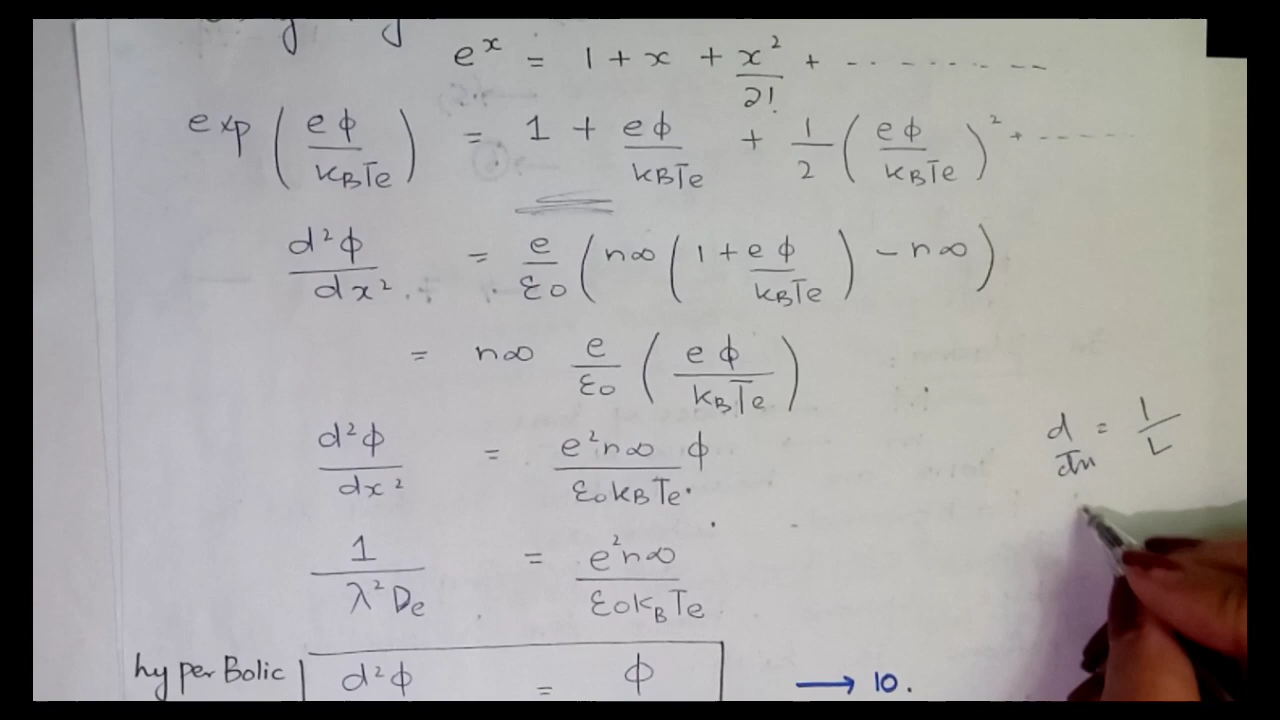 e^x = 1 + x + x²/2! + --------
exp(eφ/k_BTe) = 1 + eφ/k_BTe + 1/2(eφ/k_BTe)² + -----
d²φ/dx² = e/ε0(n∞(1 + eφ/k_BTe) - n∞)
= n∞ e/ε0(eφ/k_BTe)
d²φ/dx² = e²n∞/ε0k_BTe φ
d/dx = 1/L
1/λ²De = e²n∞/ε0k_BTe
hyperBolic d²φ = φ → 10.